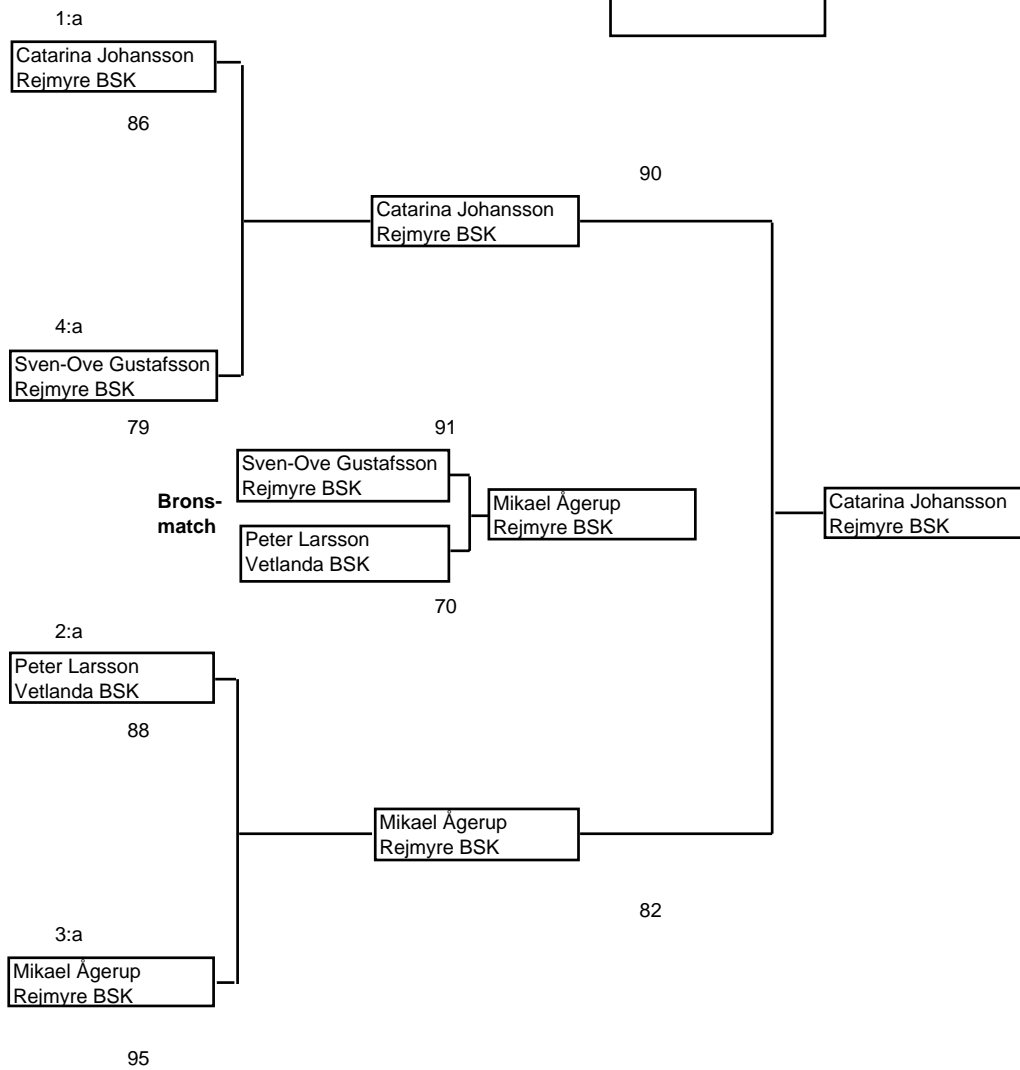 1:a
Catarina Johansson
Rejmyre BSK
86
90
Catarina Johansson
Rejmyre BSK
4:a
Sven-Ove Gustafsson
Rejmyre BSK
79
91
Sven-Ove Gustafsson
Rejmyre BSK
Brons-
match
Mikael Ågerup
Rejmyre BSK
Catarina Johansson
Rejmyre BSK
Peter Larsson
Vetlanda BSK
70
2:a
Peter Larsson
Vetlanda BSK
88
Mikael Ågerup
Rejmyre BSK
82
3:a
Mikael Ågerup
Rejmyre BSK
95